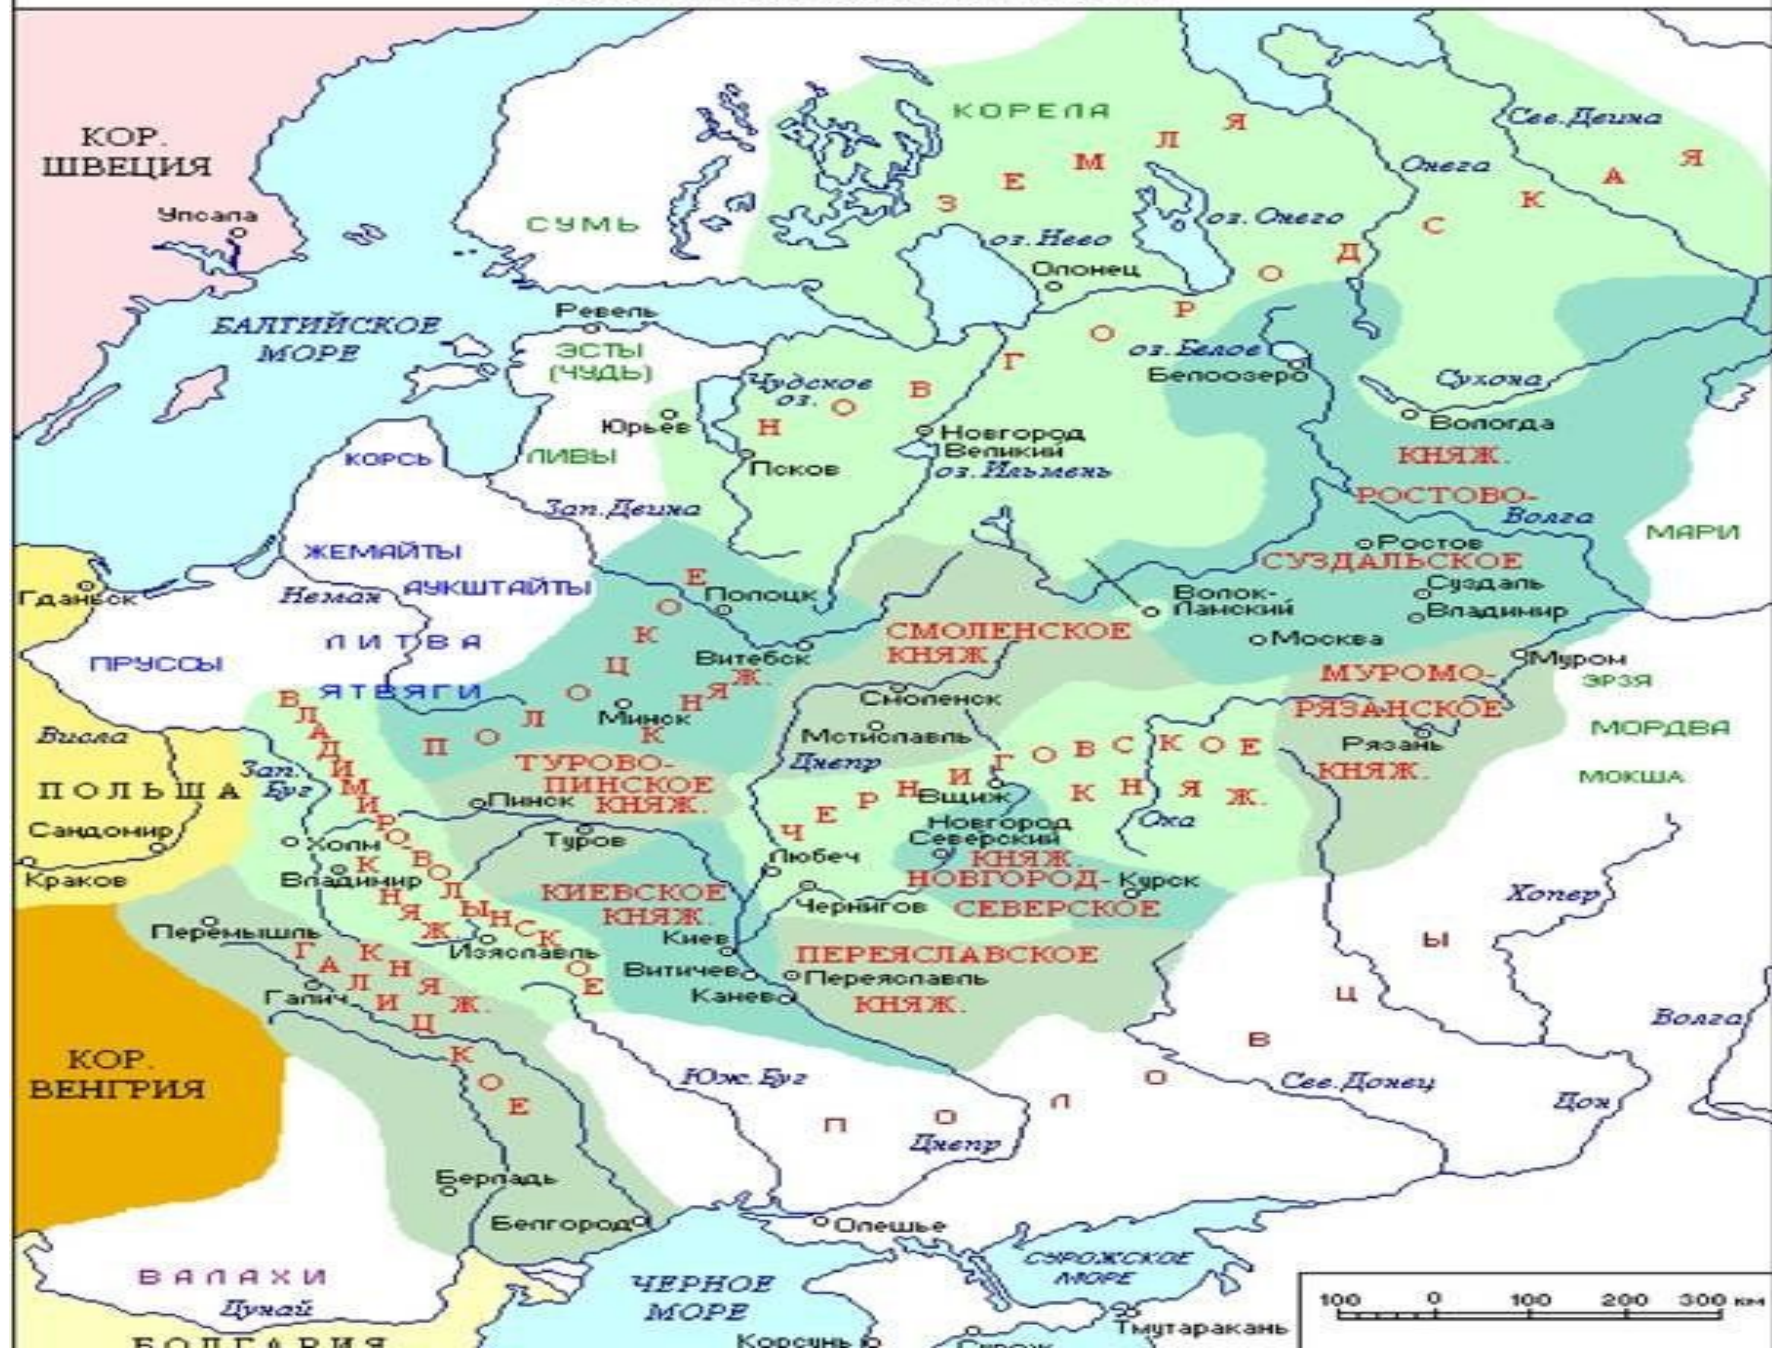 КОР.
ШВЕЦИЯ
Упсала
БАЛТИЙСКОЕ
МОРЕ
СУМЬ
КОРЕЛА
ЗЕМЛЯ
НОВГОРОДСКАЯ
Сев.Двина
Онега
оз.Онего
оз.Нево
Олонец
Ревель
ЭСТЫ
(ЧУДЬ)
Чудское
оз.
оз.Белое
Белоозеро
Сухона
Вологда
Юрьев
Новгород
Великий
оз.Ильмень
Псков
КОРСЬ
ЛИВЫ
Зап.Двина
КНЯЖ.
РОСТОВО-
СУЗДАЛЬСКОЕ
Волга
МАРИ
Ростов
Суздаль
Владимир
Волок-
Ламский
Москва
ЖЕМАЙТЫ
АУКШТАЙТЫ
Гданьск
Неман
ЛИТВА
ПРУССЫ
ЯТВЯГИ
Полоцк
Витебск
Минск
ПОЛОЦКОЕ
КНЯЖ.
СМОЛЕНСКОЕ
КНЯЖ
Смоленск
Мстиславль
Днепр
Муром
МУРОМО-
РЯЗАНСКОЕ
Рязань
КНЯЖ.
ЭРЗЯ
МОРДВА
МОКША
Висла
ПОЛЬША
Зап.
Буг
Сандомир
Краков
ВЛАДИМИРО-ВОЛЫНСКОЕ
КНЯЖ.
Холм
Владимир
Изяславль
ТУРОВО-
ПИНСКОЕ
КНЯЖ.
Пинск
Туров
ЧЕРНИГОВСКОЕ
КНЯЖ.
Вщиж
Ока
Новгород
Северский
КНЯЖ.
НОВГОРОД-
СЕВЕРСКОЕ
Курск
Любеч
Чернигов
КИЕВСКОЕ
КНЯЖ.
Киев
Витичев
Канев
ПЕРЕЯСЛАВСКОЕ
Переяславль
КНЯЖ.
Перемышль
Галич
ГАЛИЦКОЕ
КНЯЖ.
КОР.
ВЕНГРИЯ
Хопер
Волга
Юж.Буг
Сев.Донец
Дон
ПОЛОВЦЫ
Днепр
Берладь
Белгород
Олешье
ВАЛАХИ
Дунай
БОЛГАРИЯ
ЧЕРНОЕ
МОРЕ
СУРОЖСКОЕ
МОРЕ
Тмутаракань
Корсунь
100 0 100 200 300 км